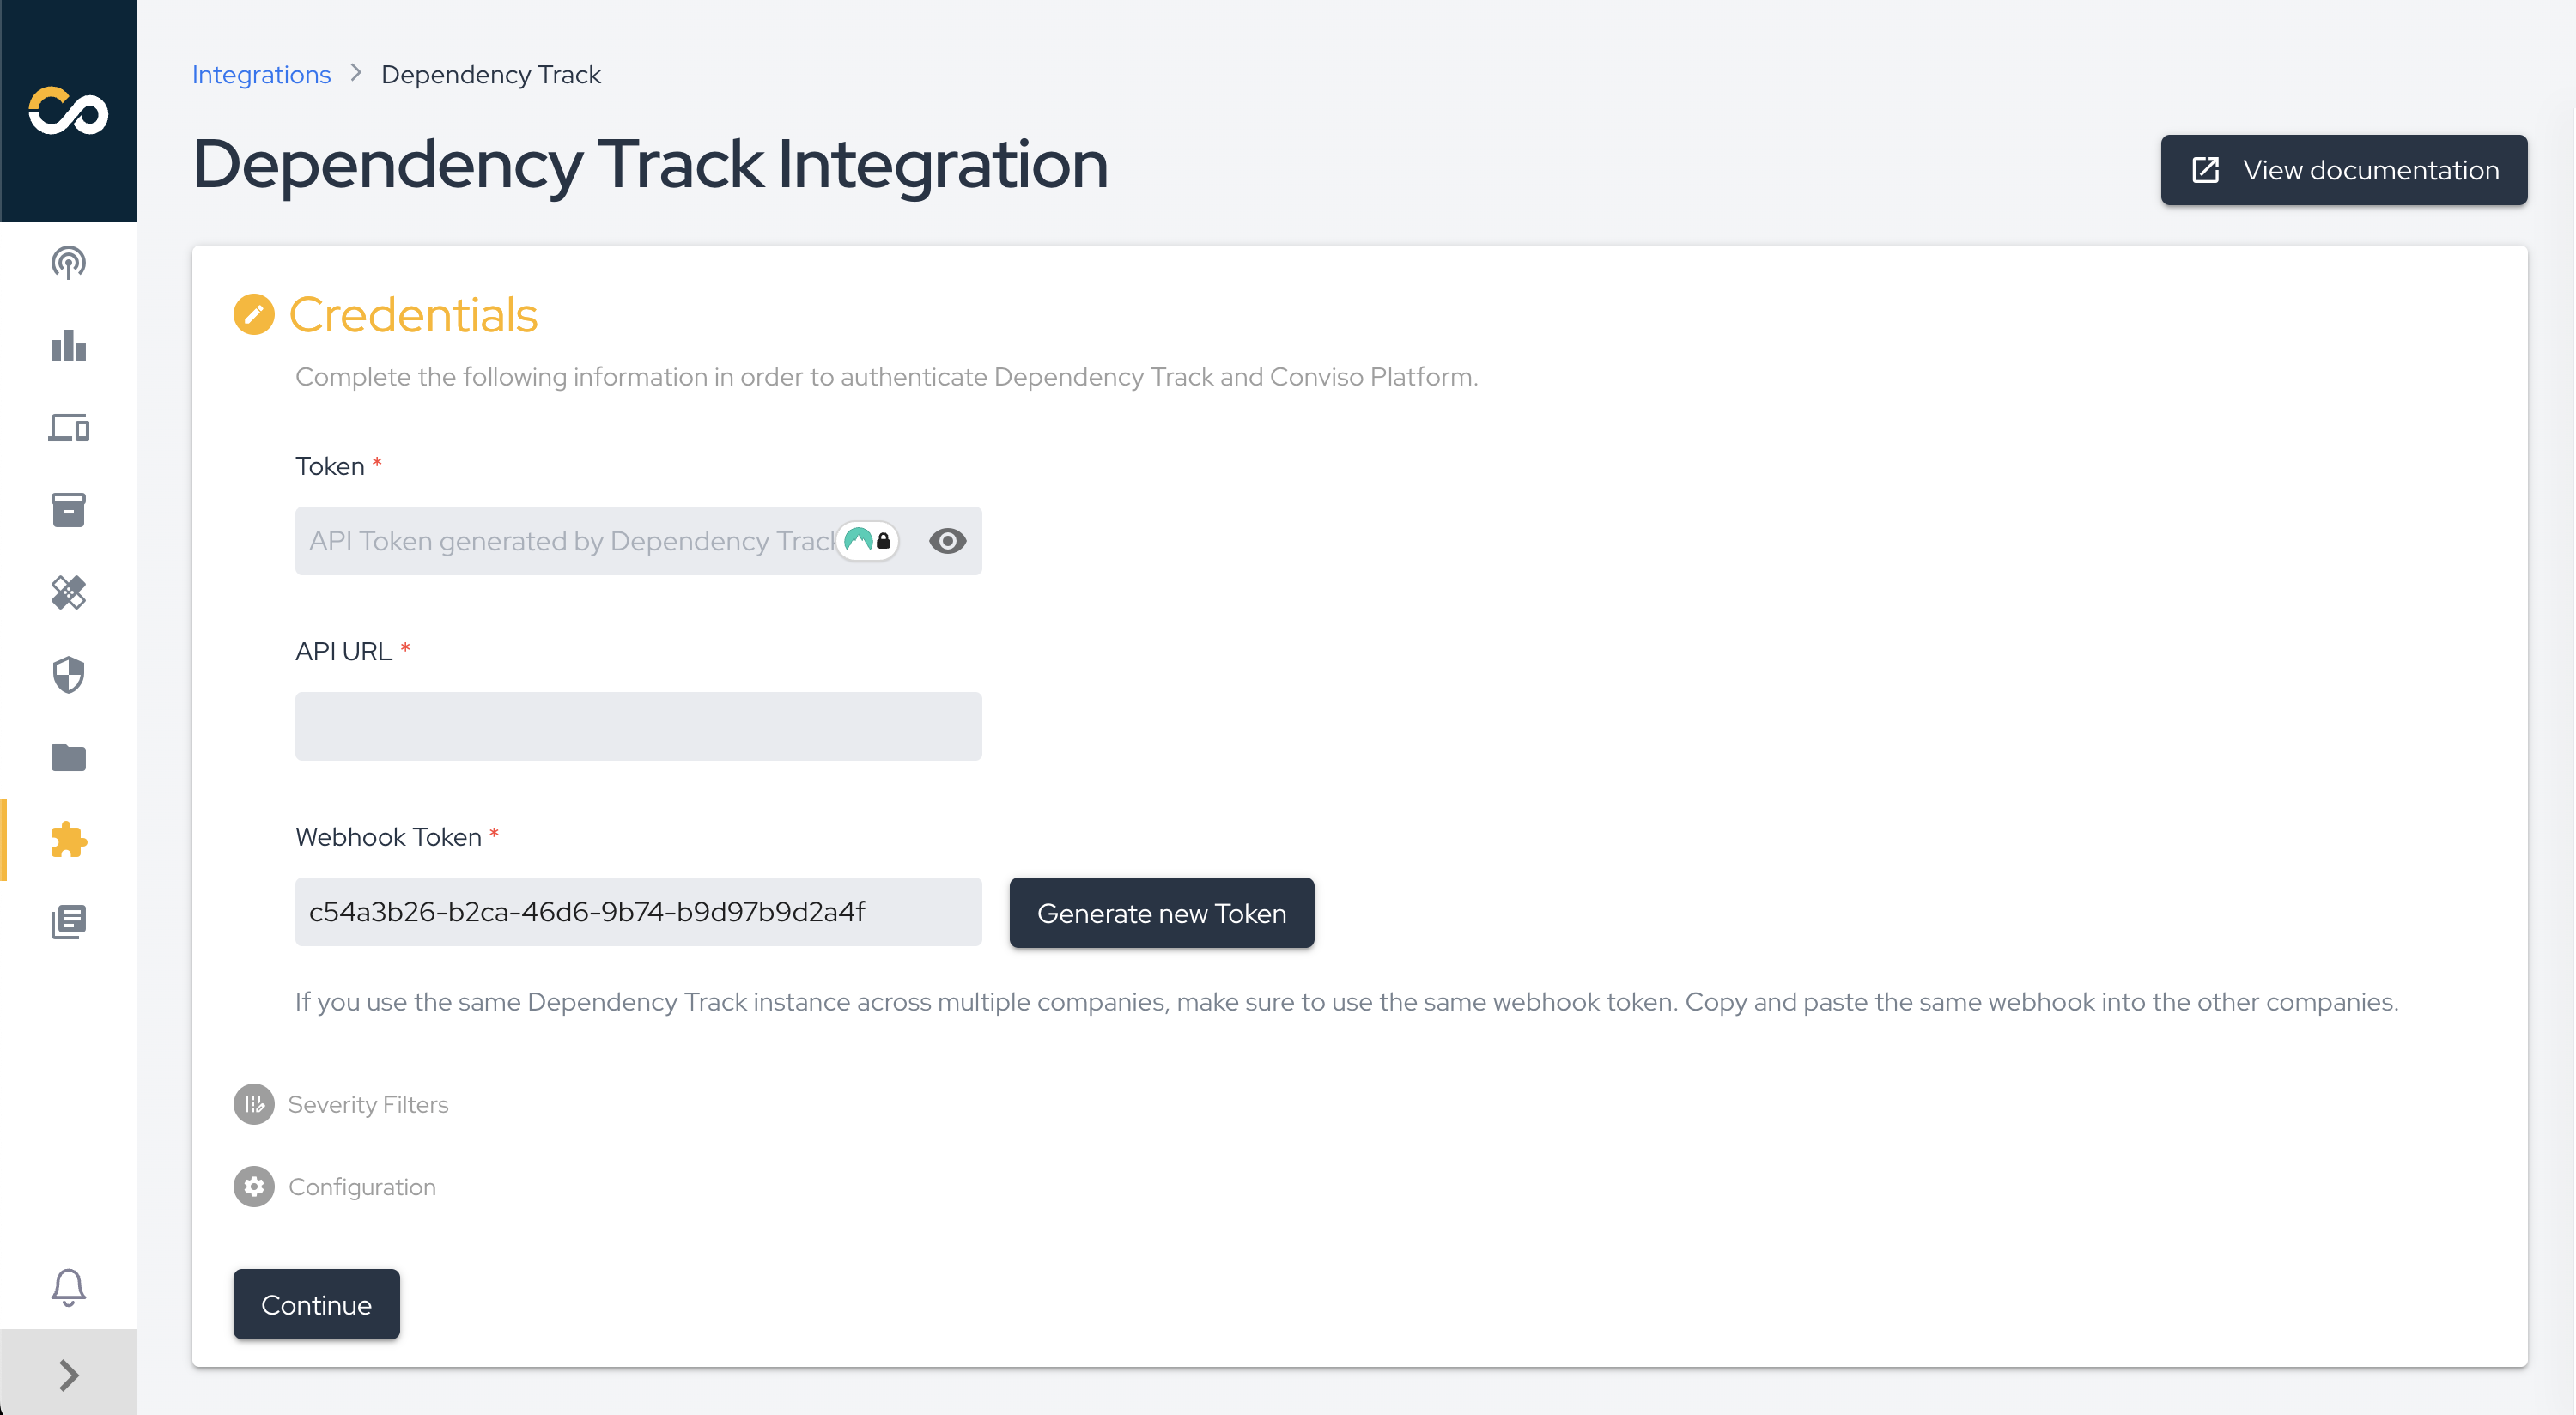 Integrations > Dependency Track
Dependency Track Integration
View documentation
Credentials
Complete the following information in order to authenticate Dependency Track and Conviso Platform.
Token *
API Token generated by Dependency Track
API URL *
Webhook Token *
c54a3b26-b2ca-46d6-9b74-b9d97b9d2a4f
Generate new Token
If you use the same Dependency Track instance across multiple companies, make sure to use the same webhook token. Copy and paste the same webhook into the other companies.
Severity Filters
Configuration
Continue